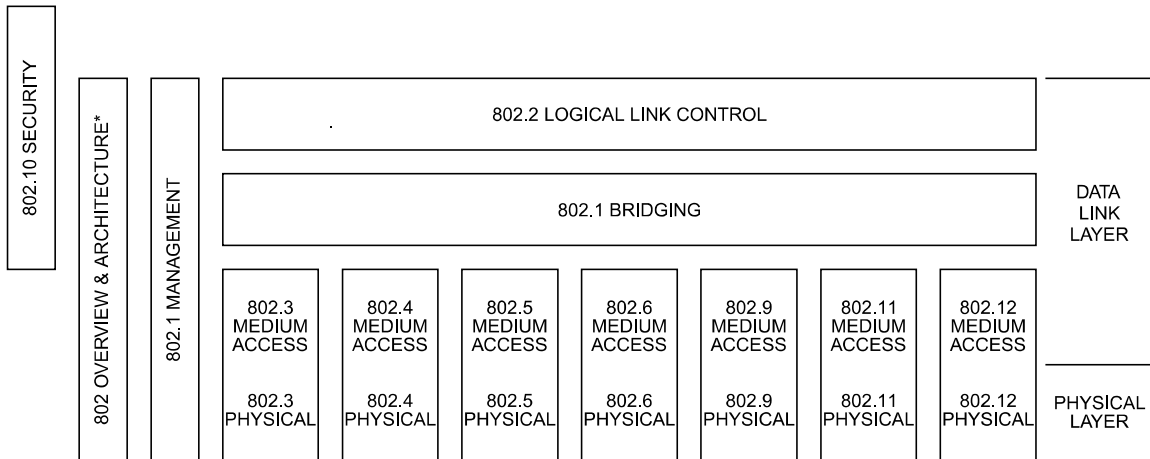 802.10 SECURITY
802 OVERVIEW & ARCHITECTURE*
802.1 MANAGEMENT
802.2 LOGICAL LINK CONTROL
802.1 BRIDGING
802.3
MEDIUM
ACCESS
802.3
PHYSICAL
802.4
MEDIUM
ACCESS
802.4
PHYSICAL
802.5
MEDIUM
ACCESS
802.5
PHYSICAL
802.6
MEDIUM
ACCESS
802.6
PHYSICAL
802.9
MEDIUM
ACCESS
802.9
PHYSICAL
802.11
MEDIUM
ACCESS
802.11
PHYSICAL
802.12
MEDIUM
ACCESS
802.12
PHYSICAL
DATA
LINK
LAYER
PHYSICAL
LAYER